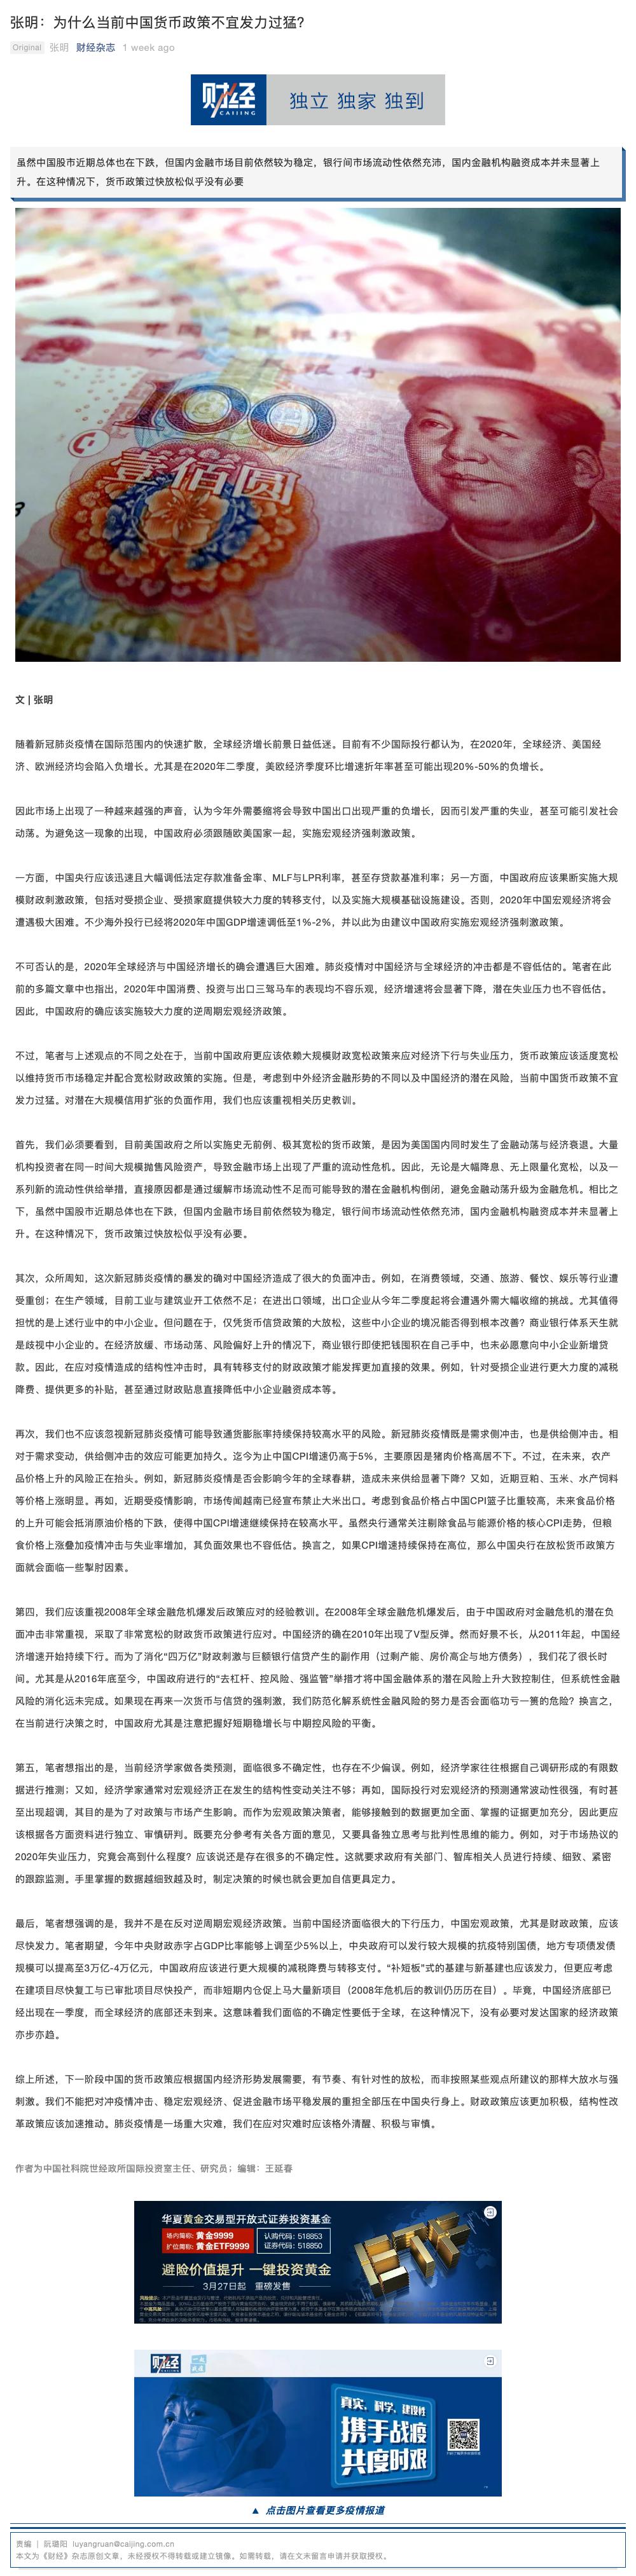 张明：为什么当前中国货币政策不宜发力过猛？
Original 张明 财经杂志 1 week ago
财经 独立 独家 独到
CAIJING
虽然中国股市近期总体也在下跌，但国内金融市场目前依然较为稳定，银行间市场流动性依然充沛，国内金融机构融资成本并未显著上
升。在这种情况下，货币政策过快放松似乎没有必要
壹佰圆
100
文 | 张明
随着新冠肺炎疫情在国际范围内的快速扩散，全球经济增长前景日益低迷。目前有不少国际投行都认为，在2020年，全球经济、美国经
济、欧洲经济均会陷入负增长。尤其是在2020年二季度，美欧经济季度环比增速折年率甚至可能出现20%-50%的负增长。
因此市场上出现了一种越来越强的声音，认为今年外需萎缩将会导致中国出口出现严重的负增长，因而引发严重的失业，甚至可能引发社会
动荡。为避免这一现象的出现，中国政府必须跟随欧美国家一起，实施宏观经济强刺激政策。
一方面，中国央行应该迅速且大幅调低法定存款准备金率、MLF与LPR利率，甚至存贷款基准利率；另一方面，中国政府应该果断实施大规
模财政刺激政策，包括对受损企业、受损家庭提供较大力度的转移支付，以及实施大规模基础设施建设。否则，2020年中国宏观经济将会
遭遇极大困难。不少海外投行已经将2020年中国GDP增速调低至1%-2%，并以此为由建议中国政府实施宏观经济强刺激政策。
不可否认的是，2020年全球经济与中国经济增长的确会遭遇巨大困难。肺炎疫情对中国经济与全球经济的冲击都是不容低估的。笔者在此
前的多篇文章中也指出，2020年中国消费、投资与出口三驾马车的表现均不容乐观，经济增速将会显著下降，潜在失业压力也不容低估。
因此，中国政府的确应该实施较大力度的逆周期宏观经济政策。
不过，笔者与上述观点的不同之处在于，当前中国政府更应该依赖大规模财政宽松政策来应对经济下行与失业压力，货币政策应该适度宽松
以维持货币市场稳定并配合宽松财政政策的实施。但是，考虑到中外经济金融形势的不同以及中国经济的潜在风险，当前中国货币政策不宜
发力过猛。对潜在大规模信用扩张的负面作用，我们也应该重视相关历史教训。
首先，我们必须要看到，目前美国政府之所以实施史无前例、极其宽松的货币政策，是因为美国国内同时发生了金融动荡与经济衰退。大量
机构投资者在同一时间大规模抛售风险资产，导致金融市场上出现了严重的流动性危机。因此，无论是大幅降息、无上限量化宽松，以及一
系列新的流动性供给举措，直接原因都是通过缓解市场流动性不足而可能导致的潜在金融机构倒闭，避免金融动荡升级为金融危机。相比之
下，虽然中国股市近期总体也在下跌，但国内金融市场目前依然较为稳定，银行间市场流动性依然充沛，国内金融机构融资成本并未显著上
升。在这种情况下，货币政策过快放松似乎没有必要。
其次，众所周知，这次新冠肺炎疫情的暴发的确对中国经济造成了很大的负面冲击。例如，在消费领域，交通、旅游、餐饮、娱乐等行业遭
受重创；在生产领域，目前工业与建筑业开工依然不足；在进出口领域，出口企业从今年二季度起将会遭遇外需大幅收缩的挑战。尤其值得
担忧的是上述行业中的中小企业。但问题在于，仅凭货币信贷政策的大放松，这些中小企业的境况能否得到根本改善？商业银行体系天生就
是歧视中小企业的。在经济放缓、市场动荡、风险偏好上升的情况下，商业银行即使把钱囤积在自己手中，也未必愿意向中小企业新增贷
款。因此，在应对疫情造成的结构性冲击时，具有转移支付的财政政策才能发挥更加直接的效果。例如，针对受损企业进行更大力度的减税
降费、提供更多的补贴，甚至通过财政贴息直接降低中小企业融资成本等。
再次，我们也不应该忽视新冠肺炎疫情可能导致通货膨胀率持续保持较高水平的风险。新冠肺炎疫情既是需求侧冲击，也是供给侧冲击。相
对于需求变动，供给侧冲击的效应可能更加持久。迄今为止中国CPI增速仍高于5%，主要原因是猪肉价格高居不下。不过，在未来，农产
品价格上升的风险正在抬头。例如，新冠肺炎疫情是否会影响今年的全球春耕，造成未来供给显著下降？又如，近期豆粕、玉米、水产饲料
等价格上涨明显。再如，近期受疫情影响，市场传闻越南已经宣布禁止大米出口。考虑到食品价格占中国CPI篮子比重较高，未来食品价格
的上升可能会抵消原油价格的下跌，使得中国CPI增速继续保持在较高水平。虽然央行通常关注剔除食品与能源价格的核心CPI走势，但粮
食价格上涨叠加疫情冲击与失业率增加，其负面效果也不容低估。换言之，如果CPI增速持续保持在高位，那么中国央行在放松货币政策方
面就会面临一些掣肘因素。
第四，我们应该重视2008年全球金融危机爆发后政策应对的经验教训。在2008年全球金融危机爆发后，由于中国政府对金融危机的潜在负
面冲击非常重视，采取了非常宽松的财政货币政策进行应对。中国经济的确在2010年出现了V型反弹。然而好景不长，从2011年起，中国经
济增速开始持续下行。而为了消化“四万亿”财政刺激与巨额银行信贷产生的副作用（过剩产能、房价高企与地方债务），我们花了很长时
间。尤其是从2016年底至今，中国政府进行的“去杠杆、控风险、强监管”举措才将中国金融体系的潜在风险上升大致控制住，但系统性金融
风险的消化远未完成。如果现在再来一次货币与信贷的强刺激，我们防范化解系统性金融风险的努力是否会面临功亏一篑的危险？换言之，
在当前进行决策之时，中国政府尤其是注意把握好短期稳增长与中期控风险的平衡。
第五，笔者想指出的是，当前经济学家做各类预测，面临很多不确定性，也存在不少偏误。例如，经济学家往往根据自己调研形成的有限数
据进行推测；又如，经济学家通常对宏观经济正在发生的结构性变动关注不够；再如，国际投行对宏观经济的预测通常波动性很强，有时甚
至出现超调，其目的是为了对政策与市场产生影响。而作为宏观政策决策者，能够接触到的数据更加全面、掌握的证据更加充分，因此更应
该根据各方面资料进行独立、审慎研判。既要充分参考有关各方面的意见，又要具备独立思考与批判性思维的能力。例如，对于市场热议的
2020年失业压力，究竟会高到什么程度？应该说还是存在很多的不确定性。这就要求政府有关部门、智库相关人员进行持续、细致、紧密
的跟踪监测。手里掌握的数据越细致越及时，制定决策的时候也就会更加自信更具定力。
最后，笔者想强调的是，我并不是在反对逆周期宏观经济政策。当前中国经济面临很大的下行压力，中国宏观政策，尤其是财政政策，应该
尽快发力。笔者期望，今年中央财政赤字占GDP比率能够上调至少5%以上，中央政府可以发行较大规模的抗疫特别国债，地方专项债发债
规模可以提高至3万亿-4万亿元，中国政府应该进行更大规模的减税降费与转移支付。“补短板”式的基建与新基建也应该发力，但更应考虑
在建项目尽快复工与已审批项目尽快投产，而非短期内仓促上马大量新项目（2008年危机后的教训仍历历在目）。毕竟，中国经济底部已
经出现在一季度，而全球经济的底部还未到来。这意味着我们面临的不确定性要低于全球，在这种情况下，没有必要对发达国家的经济政策
亦步亦趋。
综上所述，下一阶段中国的货币政策应根据国内经济形势发展需要，有节奏、有针对性的放松，而非按照某些观点所建议的那样大放水与强
刺激。我们不能把对冲疫情冲击、稳定宏观经济、促进金融市场平稳发展的重担全部压在中国央行身上。财政政策应该更加积极，结构性改
革政策应该加速推动。肺炎疫情是一场重大灾难，我们在应对灾难时应该格外清醒、积极与审慎。
作者为中国社科院世经政所国际投资室主任、研究员；编辑：王延春
华夏黄金交易型开放式证券投资基金
场内简称：黄金9999 认购代码：518853
扩位简称：黄金ETF9999 证券代码：518850
避险价值提升 一键投资黄金
3月27日起 重磅发售
财经
真实、科学、建设性
携手战疫
共度时艰
▲ 点击图片查看更多疫情报道
责编 | 阮璐阳 luyangruan@caijing.com.cn
本文为《财经》杂志原创文章，未经授权不得转载或建立镜像。如需转载，请在文末留言申请并获取授权。